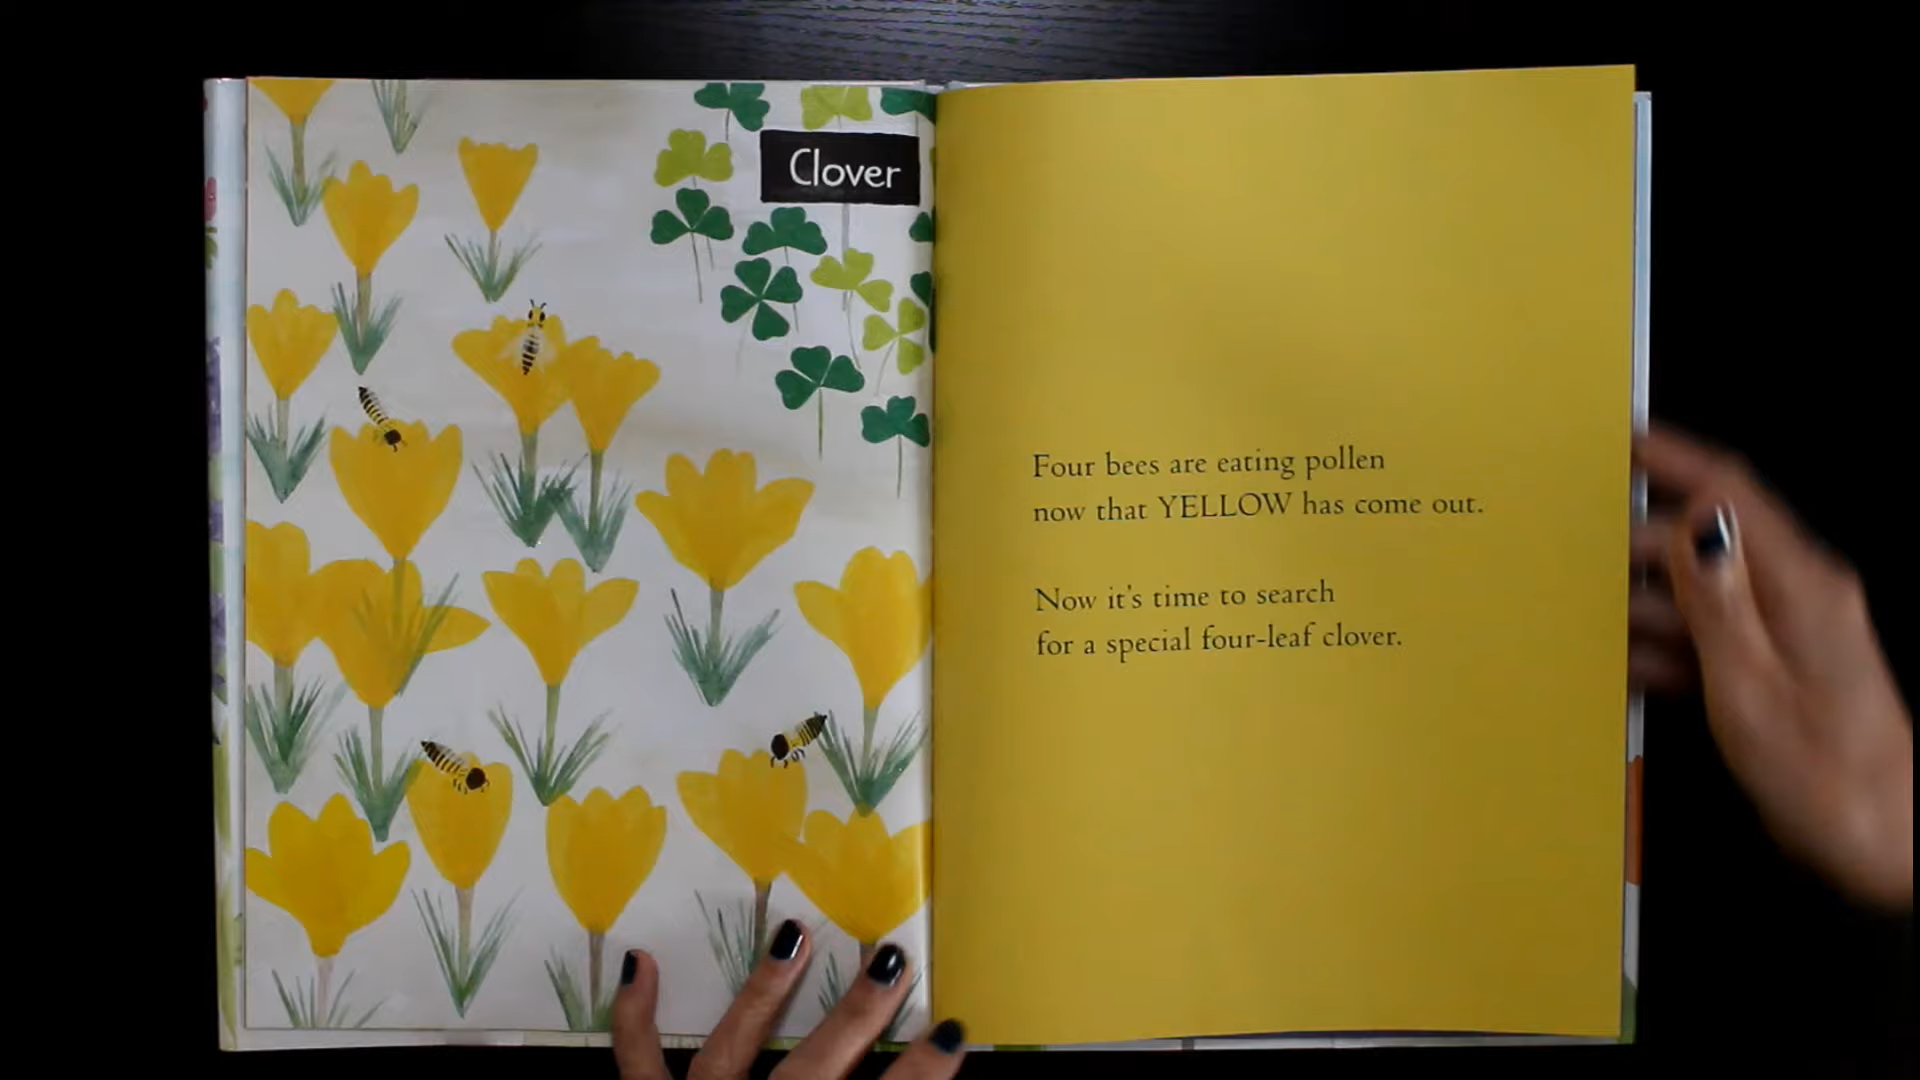 Clover
Four bees are eating pollen
now that YELLOW has come out.
Now it's time to search
for a special four-leaf clover.